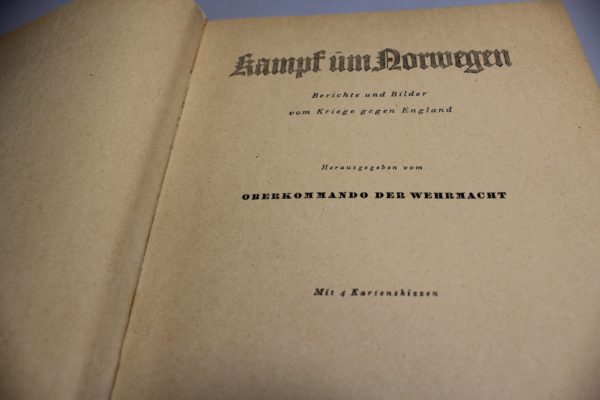 Kampf um Norwegen
Berichte und Bilder
vom Kriege gegen England
Herausgegeben vom
OBERKOMMANDO DER WEHRMACHT
Mit 4 Kartenskizzen